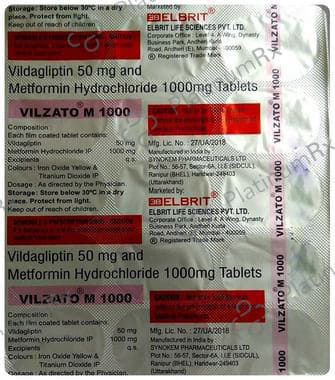 Storage: Store below 30°C in a dry place. Protect from light.
Keep out of reach of children.
Marketed by:
ELBRIT
ELBRIT LIFE SCIENCES PVT. LTD.
Corporate Office : Level 4, A Wing, Dynasty
Business Park, Andheri Kurla
Road, Andheri (E), Mumbai - 400059
® Registered Trade Mark
Vildagliptin 50 mg and
Metformin Hydrochloride 1000mg Tablets
VILZATO M 1000
Composition :
Each film coated tablet contains:
Vildagliptin 50 mg
Metformin Hydrochloride IP 1000 mg
Excipients q.s.
Colours : Iron Oxide Yellow &
Titanium Dioxide IP
Dosage : As directed by the Physician.
Storage: Store below 30°C in a dry
place. Protect from light.
Keep out of reach of children.
Mfg. Lic. No. : 27/UA/2018
Manufactured in India by
SYNOKEM PHARMACEUTICALS LTD
Plot No.: 56-57, Sector-6A, I.I.E (SIDCUL),
Ranipur (BHEL), Haridwar-249403
(Uttarakhand)
Marketed by:
ELBRIT
ELBRIT LIFE SCIENCES PVT. LTD.
Corporate Office : Level 4, A Wing, Dynasty
Business Park, Andheri Kurla
Road, Andheri (E), Mumbai - 400059
® Registered Trade Mark
Vildagliptin 50 mg and
Metformin Hydrochloride 1000mg Tablets
VILZATO M 1000
Composition :
Each film coated tablet contains:
Vildagliptin 50 mg
Metformin Hydrochloride IP 1000 mg
Excipients q.s.
Colours : Iron Oxide Yellow &
Titanium Dioxide IP
Dosage : As directed by the Physician.
Mfg. Lic. No. : 27/UA/2018
Manufactured in India by
SYNOKEM PHARMACEUTICALS LTD
Plot No.: 56-57, Sector-6A, I.I.E (SIDCUL),
Ranipur (BHEL), Haridwar-249403
(Uttarakhand)
M 1000
VILZATO M 1000
PlatinumRx